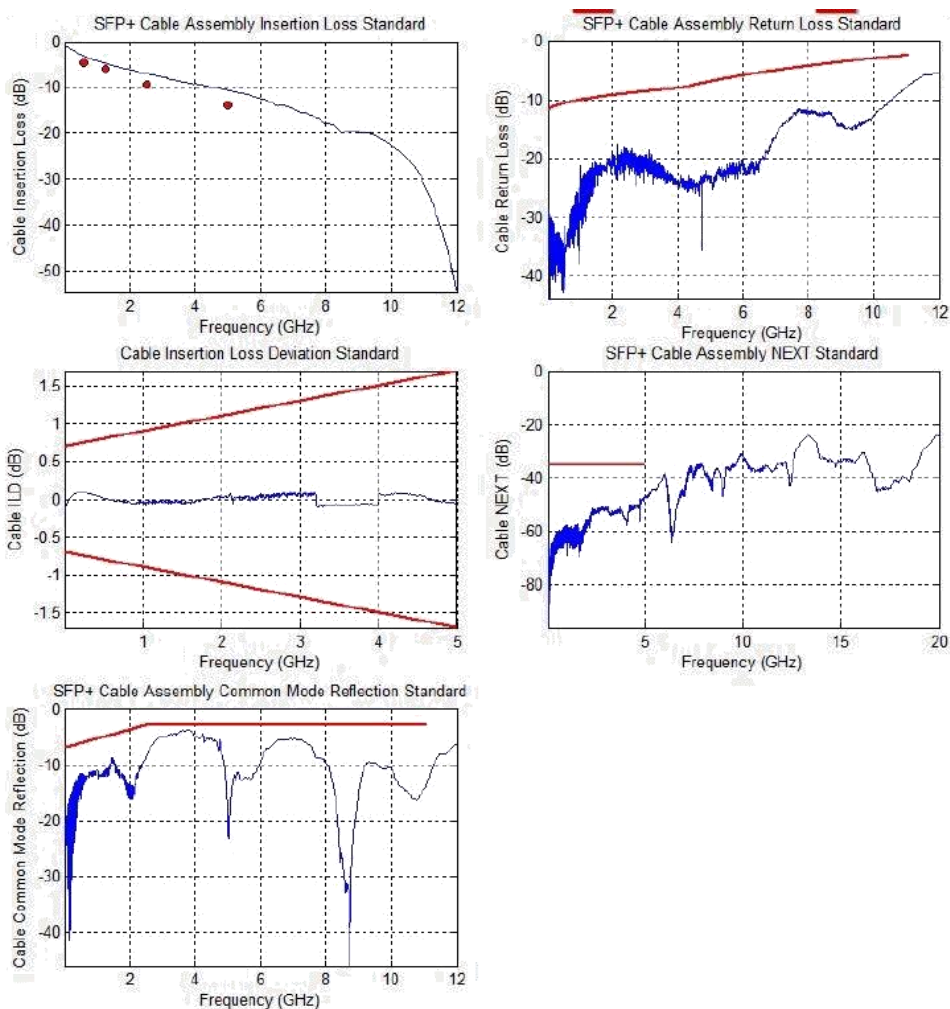 SFP+ Cable Assembly Insertion Loss Standard
Cable Insertion Loss (dB)
0
-10
-20
-30
-40
-50
2 4 6 8 10 12
Frequency (GHz)
SFP+ Cable Assembly Return Loss Standard
Cable Return Loss (dB)
0
-10
-20
-30
-40
2 4 6 8 10 12
Frequency (GHz)
Cable Insertion Loss Deviation Standard
Cable ILD (dB)
1.5
1
0.5
0
-0.5
-1
-1.5
1 2 3 4 5
Frequency (GHz)
SFP+ Cable Assembly NEXT Standard
Cable NEXT (dB)
0
-20
-40
-60
-80
5 10 15 20
Frequency (GHz)
SFP+ Cable Assembly Common Mode Reflection Standard
Cable Common Mode Reflection (dB)
0
-10
-20
-30
-40
2 4 6 8 10 12
Frequency (GHz)